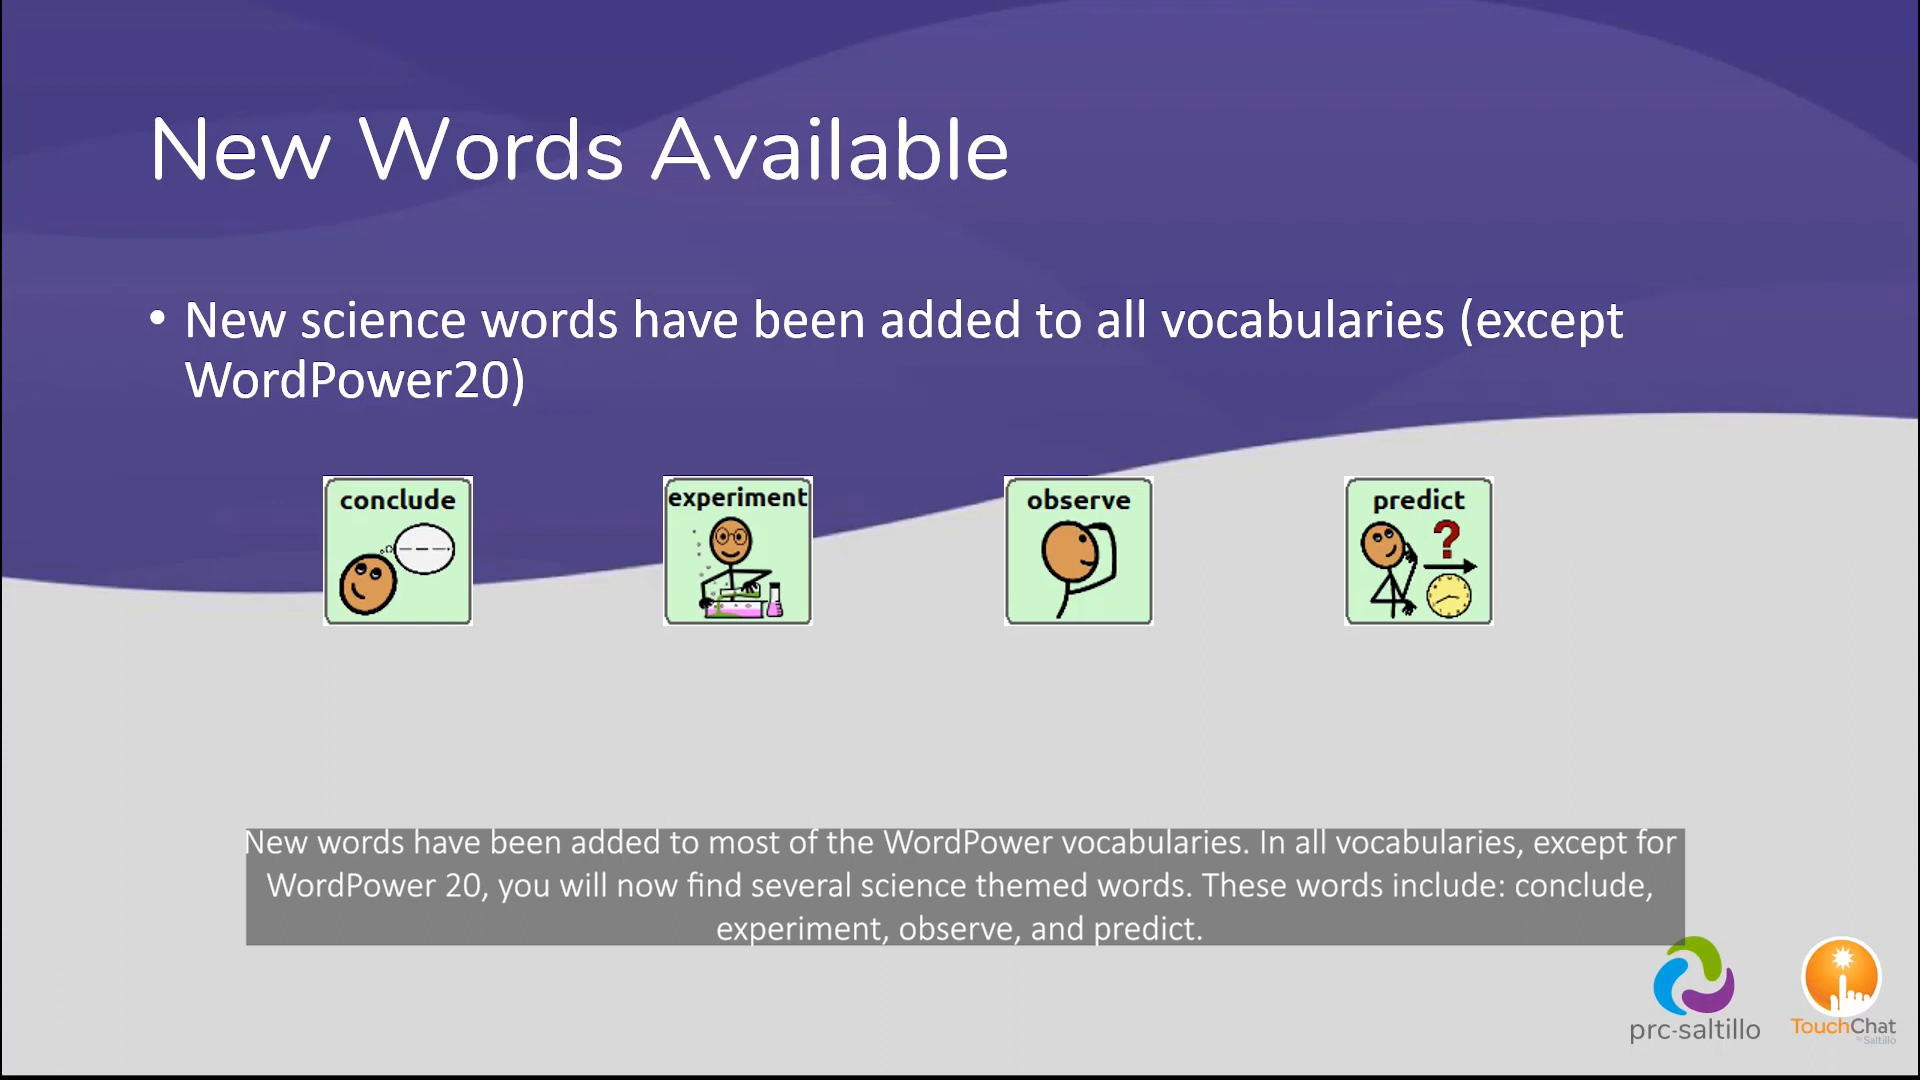 New Words Available
• New science words have been added to all vocabularies (except
WordPower20)
conclude
experiment
observe
predict
?
New words have been added to most of the WordPower vocabularies. In all vocabularies, except for
WordPower 20, you will now find several science themed words. These words include: conclude,
experiment, observe, and predict.
prc-saltillo
TouchChat
by Saltillo